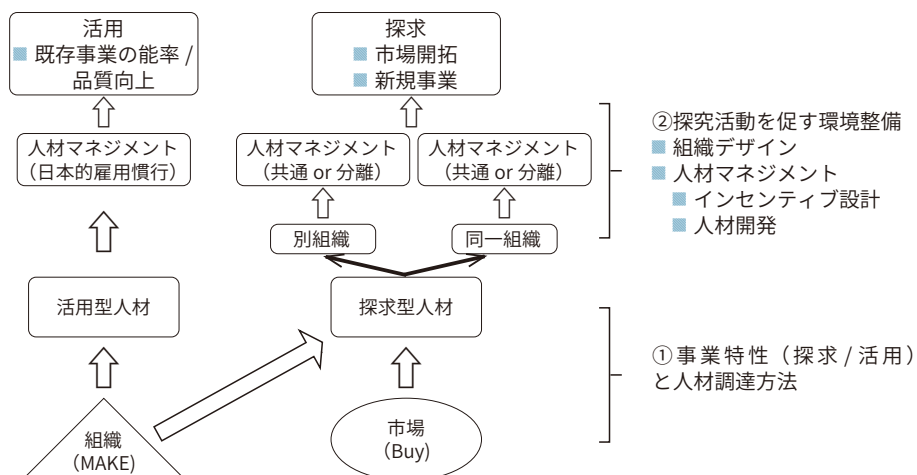 活用
■ 既存事業の能率 /
品質向上
探求
■ 市場開拓
■ 新規事業
人材マネジメント
（日本的雇用慣行）
人材マネジメント
（共通 or 分離）
人材マネジメント
（共通 or 分離）
②探究活動を促す環境整備
■ 組織デザイン
■ 人材マネジメント
■ インセンティブ設計
■ 人材開発
別組織
同一組織
活用型人材
探求型人材
①事業特性（探求 / 活用）
と人材調達方法
組織
（MAKE）
市場
（Buy）